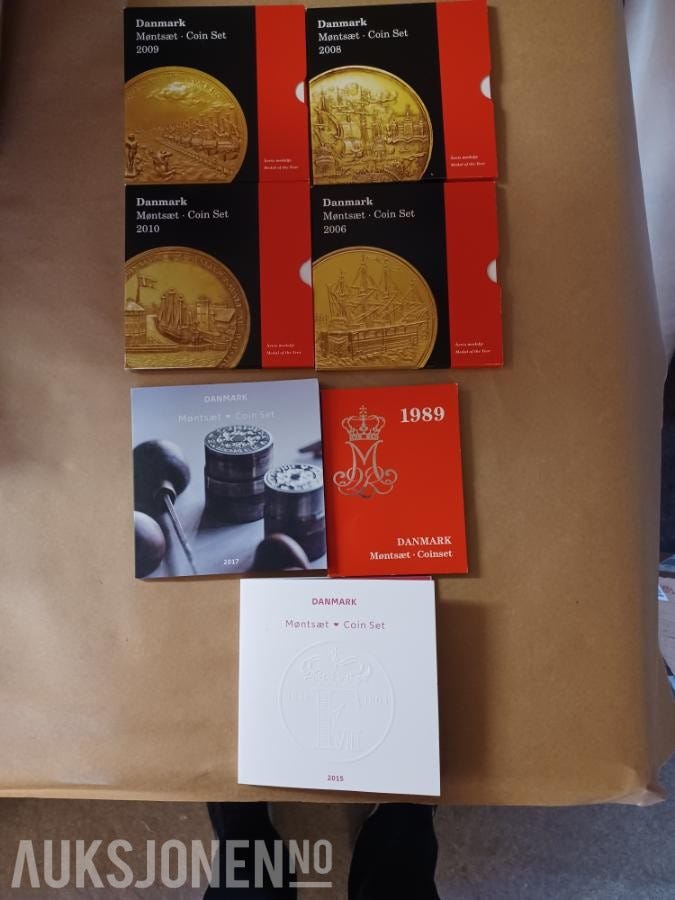 Danmark
Møntsæt · Coin Set
2009
Årets medalje
Medal of the Year
Danmark
Møntsæt · Coin Set
2008
Årets medalje
Medal of the Year
Danmark
Møntsæt · Coin Set
2010
Årets medalje
Medal of the Year
Danmark
Møntsæt · Coin Set
2006
Årets medalje
Medal of the Year
DANMARK
Møntsæt ♥ Coin Set
2017
1989
DANMARK
Møntsæt · Coinset
DANMARK
Møntsæt ♥ Coin Set
2015
AUKSJONEN NO